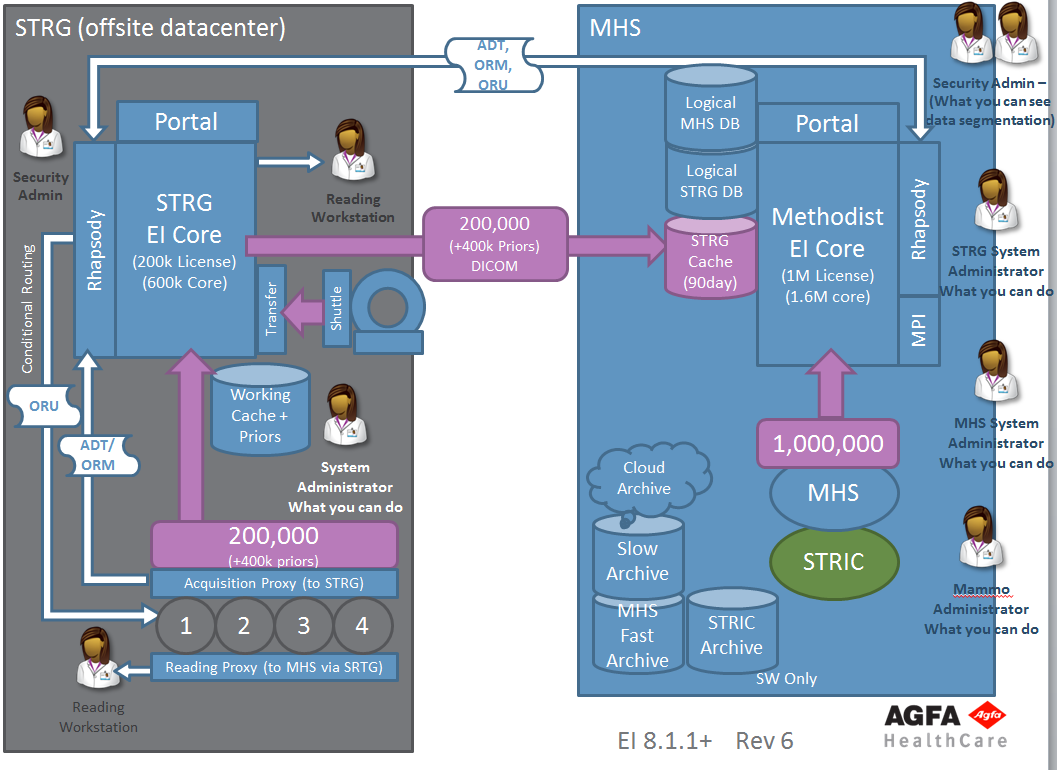 STRG (offsite datacenter)
MHS
ADT,
ORM,
ORU
Security Admin –
(What you can see
data segmentation)
Portal
Security
Admin
Rhapsody
STRG
EI Core
(200k License)
(600k Core)
Reading
Workstation
Conditional Routing
Transfer
Shuttle
200,000
(+400k Priors)
DICOM
Logical
MHS DB
Logical
STRG DB
STRG
Cache
(90day)
Portal
Methodist
EI Core
(1M License)
(1.6M core)
Rhapsody
MPI
STRG System
Administrator
What you can do
ORU
ADT/
ORM
Working
Cache +
Priors
System
Administrator
What you can do
200,000
(+400k priors)
Acquisition Proxy (to STRG)
1 2 3 4
Reading Proxy (to MHS via SRTG)
Reading
Workstation
1,000,000
MHS
STRIC
MHS System
Administrator
What you can do
Cloud
Archive
Slow
Archive
MHS
Fast
Archive
STRIC
Archive
SW Only
Mammo
Administrator
What you can do
EI 8.1.1+ Rev 6
AGFA
Agfa
HealthCare